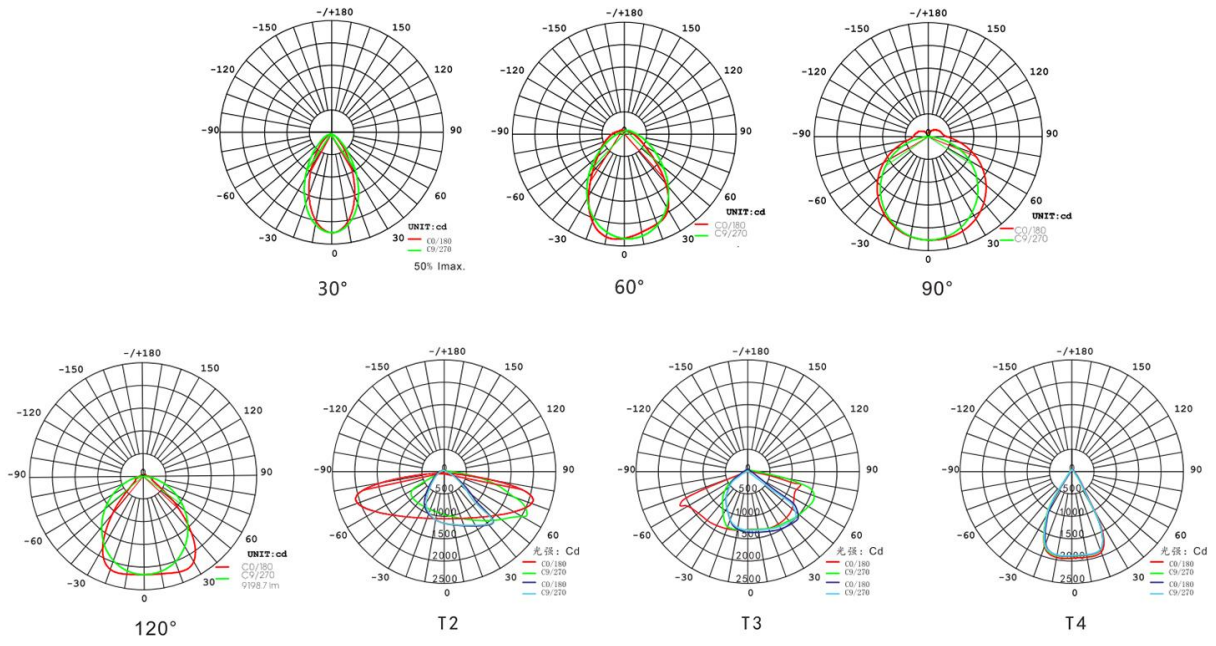 -/+180
-150 150
-120 120
-90 90
-60 60
-30 30
0
UNIT:cd
C0/180
C9/270
50% Imax.
30°
-/+180
-150 150
-120 120
-90 90
-60 60
-30 30
0
UNIT:cd
C0/180
C9/270
60°
-/+180
-150 150
-120 120
-90 90
-60 60
-30 30
0
UNIT:cd
C0/180
C9/270
90°
-/+180
-150 150
-120 120
-90 90
-60 60
-30 30
0
UNIT:cd
C0/180
C9/270
9198.7 lm
120°
-/+180
-150 150
-120 120
-90 90
-60 60
-30 30
0
500
1000
1500
2000
2500
光强: Cd
C0/180
C9/270
C0/180
C9/270
T2
-/+180
-150 150
-120 120
-90 90
-60 60
-30 30
0
500
1000
1500
2000
2500
光强: Cd
C0/180
C9/270
C0/180
C9/270
T3
-/+180
-150 150
-120 120
-90 90
-60 60
-30 30
0
500
1000
1500
2000
2500
光强: Cd
C0/180
C9/270
C0/180
C9/270
T4